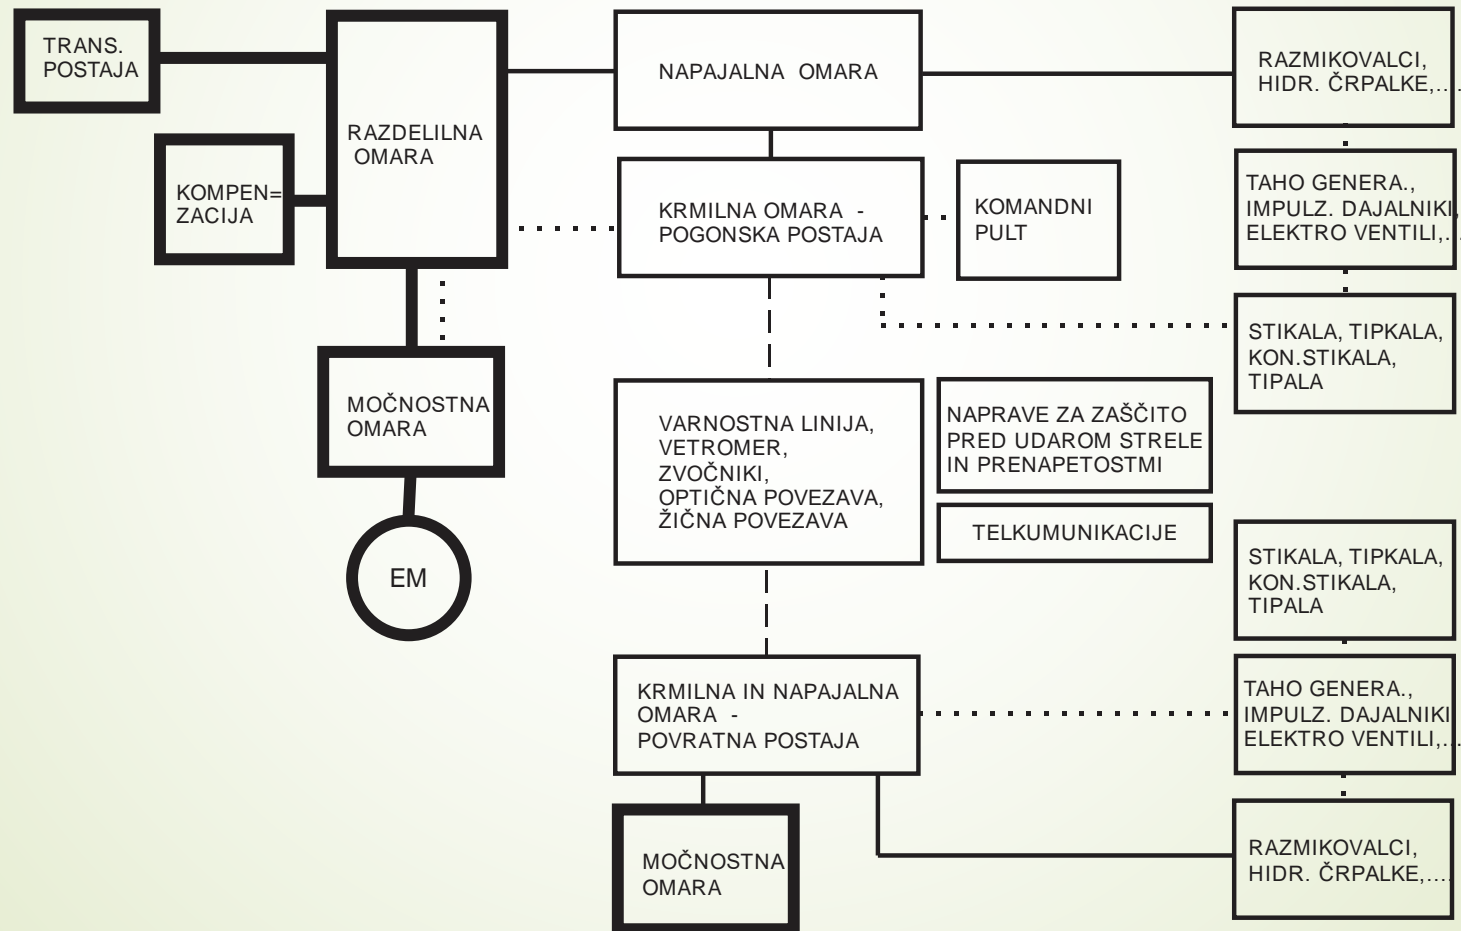 TRANS.
POSTAJA
RAZDELILNA
OMARA
NAPAJALNA OMARA
RAZMIKOVALCI,
HIDR. ČRPALKE,....
KOMPEN=
ZACIJA
KRMILNA OMARA -
POGONSKA POSTAJA
KOMANDNI
PULT
TAHO GENERA.,
IMPULZ. DAJALNIKI,
ELEKTRO VENTILI,...
STIKALA, TIPKALA,
KON.STIKALA,
TIPALA
MOČNOSTNA
OMARA
VARNOSTNA LINIJA,
VETROMER,
ZVOČNIKI,
OPTIČNA POVEZAVA,
ŽIČNA POVEZAVA
NAPRAVE ZA ZAŠČITO
PRED UDAROM STRELE
IN PRENAPETOSTMI
TELKUMUNIKACIJE
EM
STIKALA, TIPKALA,
KON.STIKALA,
TIPALA
KRMILNA IN NAPAJALNA
OMARA -
POVRATNA POSTAJA
TAHO GENERA.,
IMPULZ. DAJALNIKI
ELEKTRO VENTILI,...
MOČNOSTNA
OMARA
RAZMIKOVALCI,
HIDR. ČRPALKE,....